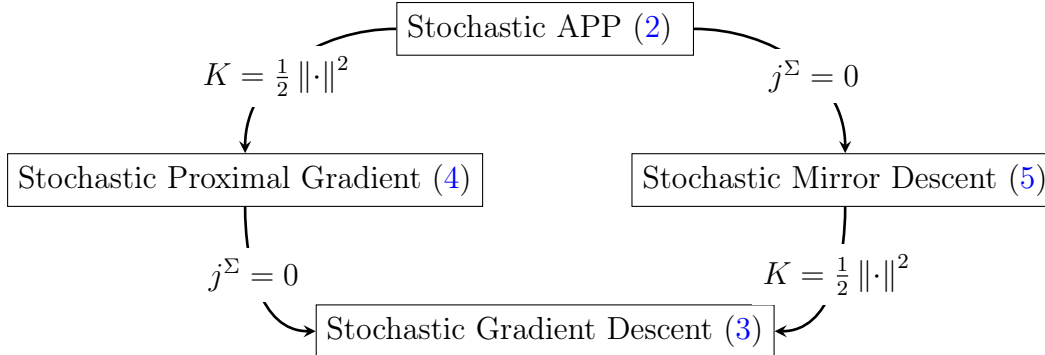 Stochastic APP (2)
K = ½ ‖·‖²
j^Σ = 0
Stochastic Proximal Gradient (4)
Stochastic Mirror Descent (5)
j^Σ = 0
K = ½ ‖·‖²
Stochastic Gradient Descent (3)